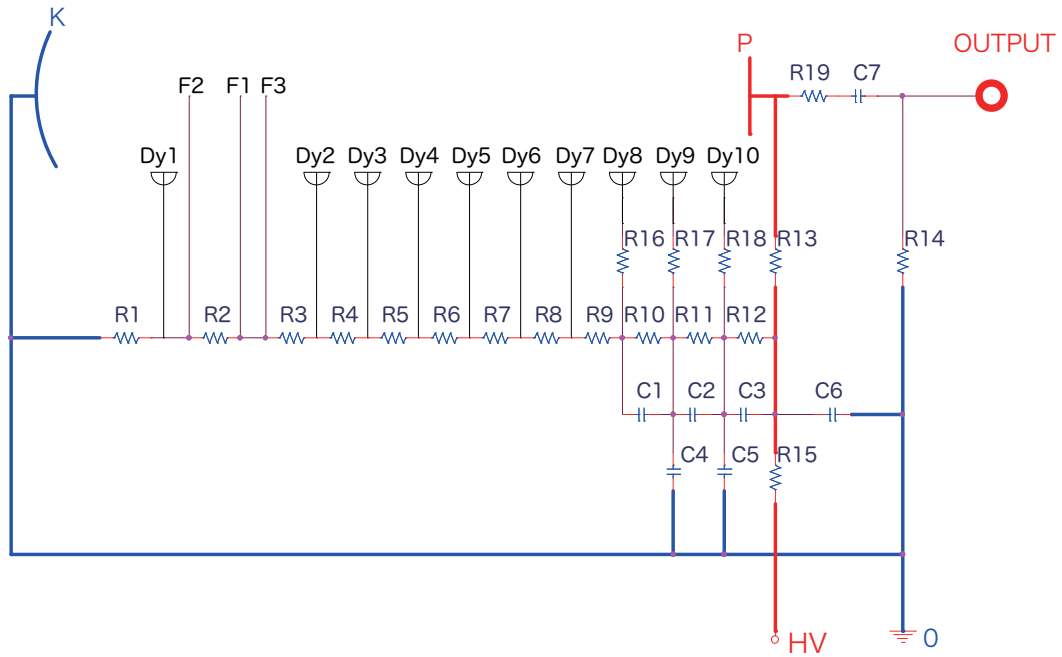 K
P
OUTPUT
R19 C7
F2 F1 F3
Dy1 Dy2 Dy3 Dy4 Dy5 Dy6 Dy7 Dy8 Dy9 Dy10
R16 R17 R18 R13 R14
R1 R2 R3 R4 R5 R6 R7 R8 R9 R10 R11 R12
C1 C2 C3 C6
C4 C5 R15
HV
0